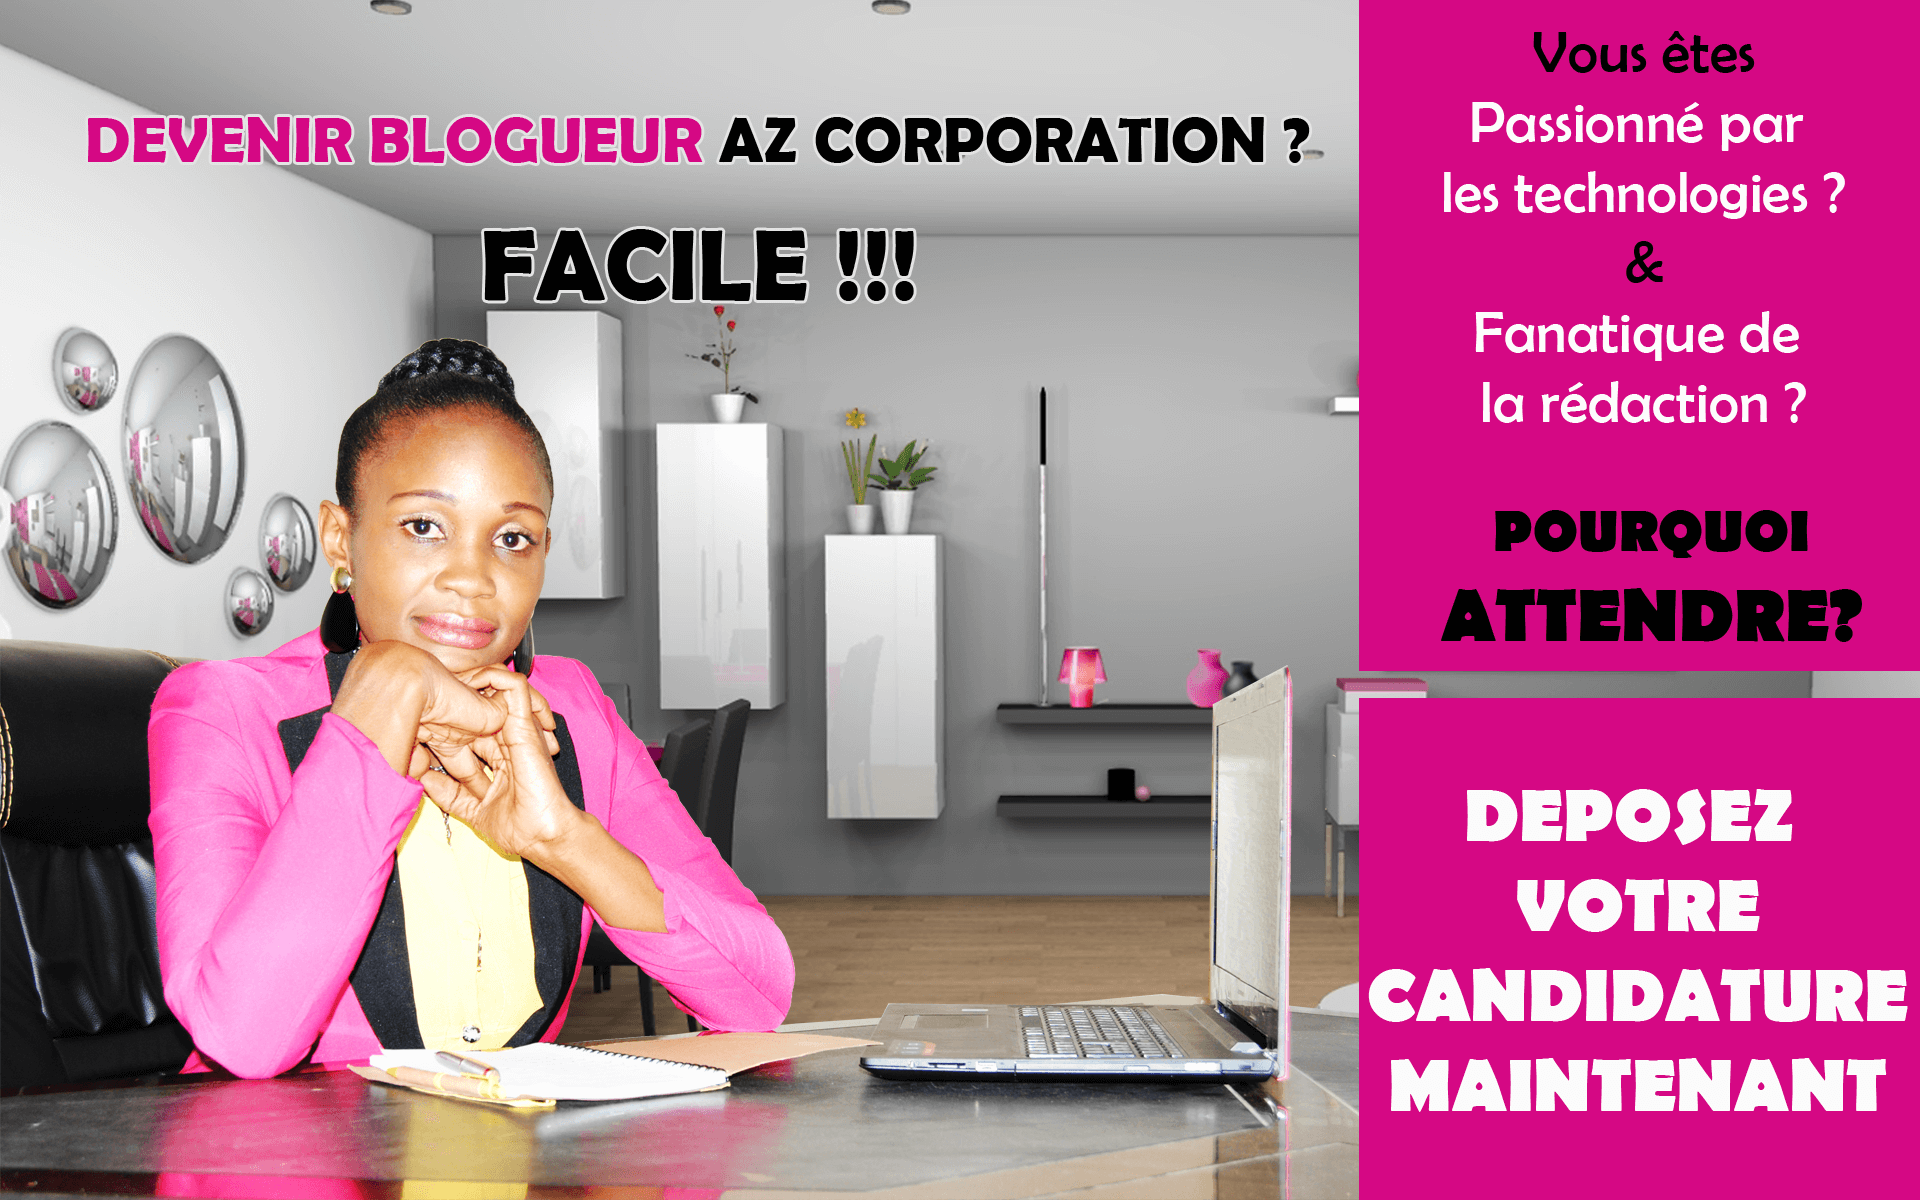 DEVENIR BLOGUEUR AZ CORPORATION ?
FACILE !!!
Vous êtes
Passionné par
les technologies ?
&
Fanatique de
la rédaction ?
POURQUOI
ATTENDRE?
DEPOSEZ
VOTRE
CANDIDATURE
MAINTENANT